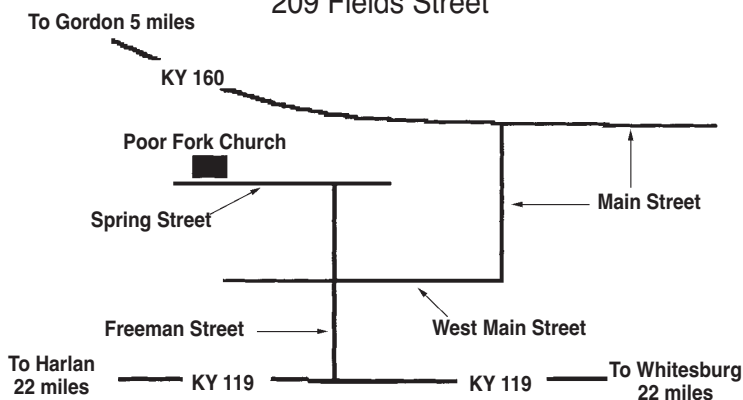 209 Fields Street
To Gordon 5 miles
KY 160
Poor Fork Church
Main Street
Spring Street
Freeman Street
West Main Street
To Harlan
22 miles
KY 119
KY 119
To Whitesburg
22 miles